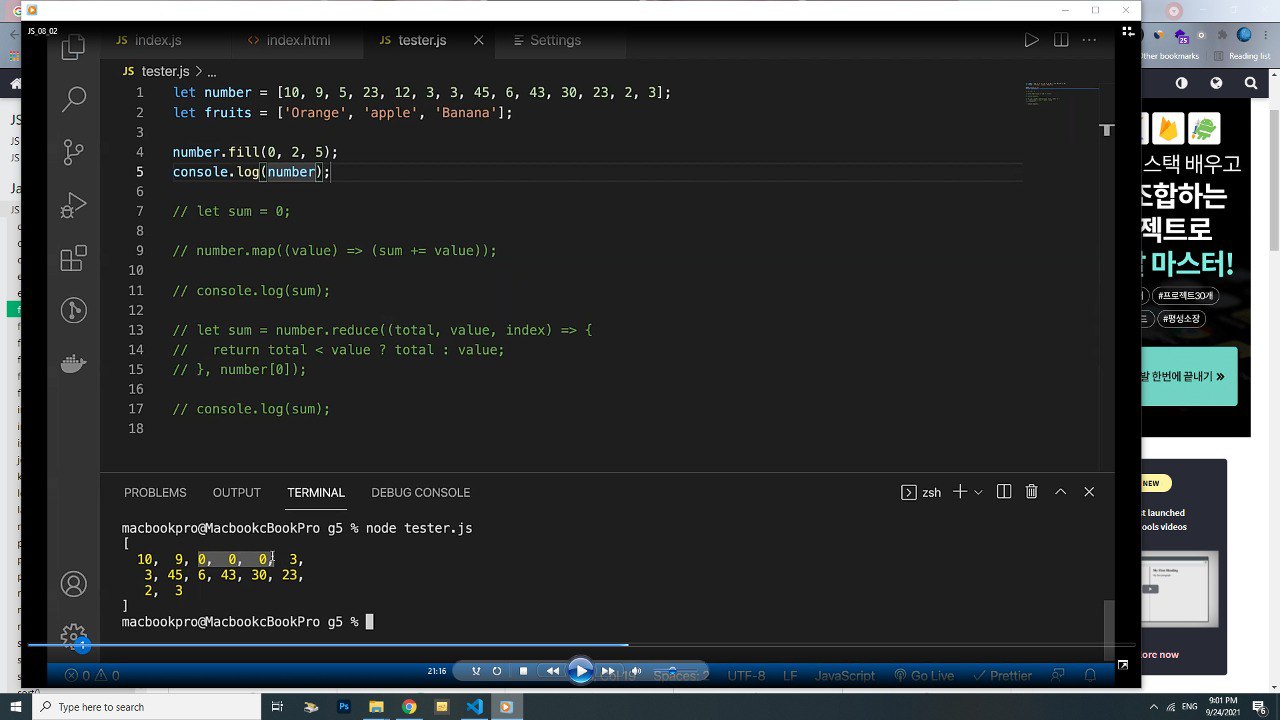 JS_08_02
JS index.js
<> index.html
JS tester.js
Settings
JS tester.js > ...
1 let number = [10, 9, 5, 23, 12, 3, 3, 45, 6, 43, 30, 23, 2, 3];
2 let fruits = ['Orange', 'apple', 'Banana'];
3
4 number.fill(0, 2, 5);
5 console.log(number);
6
7 // let sum = 0;
8
9 // number.map((value) => (sum += value));
10
11 // console.log(sum);
12
13 // let sum = number.reduce((total, value, index) => {
14 //   return total < value ? total : value;
15 // }, number[0]);
16
17 // console.log(sum);
18
PROBLEMS OUTPUT TERMINAL DEBUG CONSOLE
zsh
macbookpro@MacbookcBookPro g5 % node tester.js
[
10, 9, 0, 0, 0, 3,
3, 45, 6, 43, 30, 23,
2, 3
]
macbookpro@MacbookcBookPro g5 %
21:16
0 0
Spaces:
UTF-8 LF JavaScript Go Live Prettier
Other bookmarks
Reading list
스택 배우고
조합하는
젝트로
마스터!
#프로젝트30개
#평생소장
발 한번에 끝내기 »
NEW
st launched
ools videos
ore now
Type here to search
ENG
9:01 PM
9/24/2021